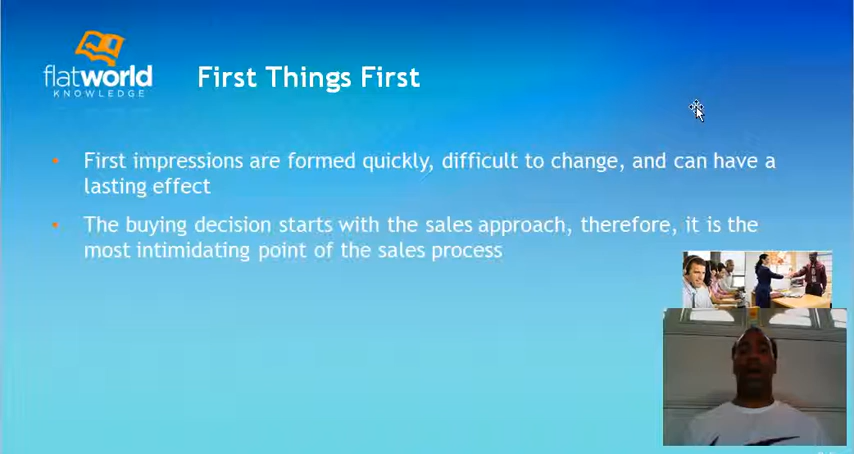 flatworld
KNOWLEDGE
First Things First
First impressions are formed quickly, difficult to change, and can have a
lasting effect
The buying decision starts with the sales approach, therefore, it is the
most intimidating point of the sales process